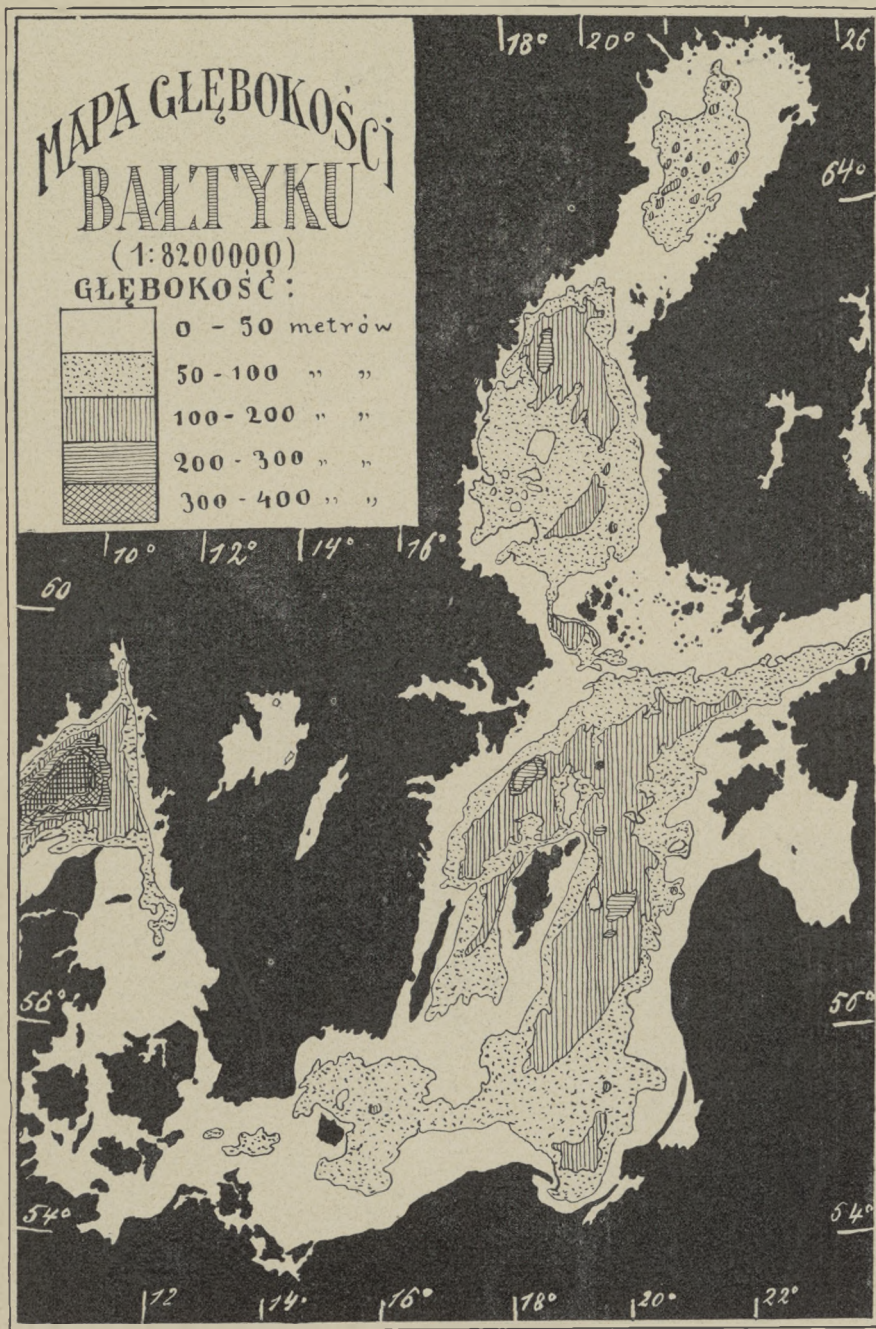 MAPA GŁĘBOKOŚCI
BAŁTYKU
(1:8200000)
GŁĘBOKOŚĆ:
0 - 50 metrów
50 - 100 " "
100 - 200 " "
200 - 300 " "
300 - 400 " "
18° 20° 26
64°
10° 12° 14° 16°
60
56° 56°
54° 54°
12 14° 16° 18° 20° 22°